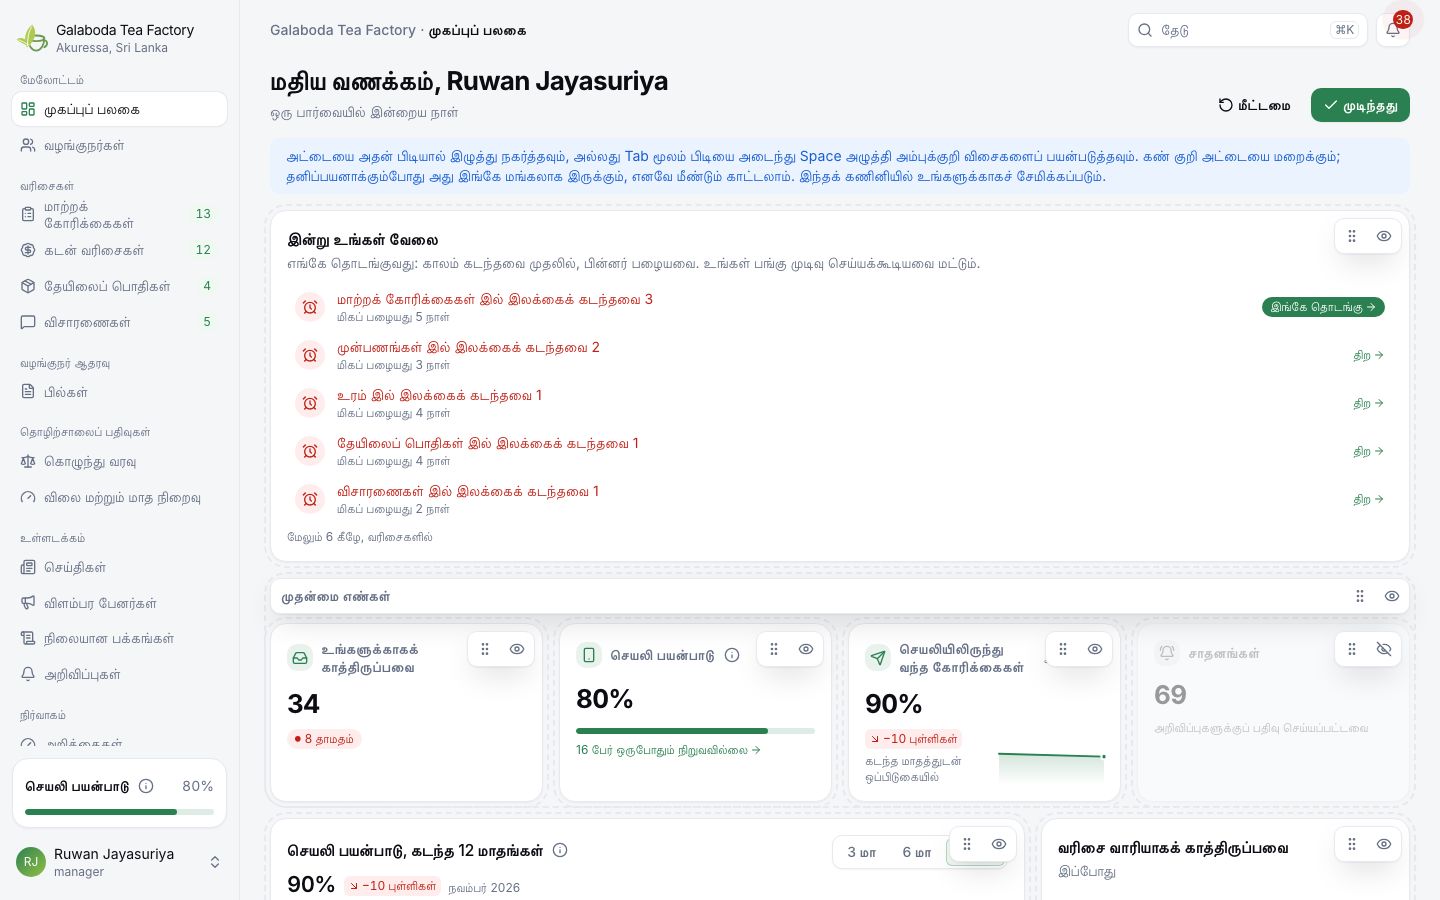 Galaboda Tea Factory
Akuressa, Sri Lanka
மேலோட்டம்
முகப்புப் பலகை
வழங்குநர்கள்
வரிசைகள்
மாற்றக்
கோரிக்கைகள்
13
கடன் வரிசைகள்
12
தேயிலைப் பொதிகள்
4
விசாரணைகள்
5
வழங்குநர் ஆதரவு
பில்கள்
தொழிற்சாலைப் பதிவுகள்
கொழுந்து வரவு
விலை மற்றும் மாத நிறைவு
உள்ளடக்கம்
செய்திகள்
விளம்பர பேனர்கள்
நிலையான பக்கங்கள்
அறிவிப்புகள்
நிர்வாகம்
அறிக்கைகள்
செயலி பயன்பாடு
80%
RJ
Ruwan Jayasuriya
manager
Galaboda Tea Factory · முகப்புப் பலகை
தேடு
⌘K
38
மதிய வணக்கம், Ruwan Jayasuriya
ஒரு பார்வையில் இன்றைய நாள்
மீட்டமை
முடிந்தது
அட்டையை அதன் பிடியால் இழுத்து நகர்த்தவும், அல்லது Tab மூலம் பிடியை அடைந்து Space அழுத்தி அம்புக்குறி விசைகளைப் பயன்படுத்தவும். கண் குறி அட்டையை மறைக்கும்;
தனிப்பயனாக்கும்போது அது இங்கே மங்கலாக இருக்கும், எனவே மீண்டும் காட்டலாம். இந்தக் கணினியில் உங்களுக்காகச் சேமிக்கப்படும்.
இன்று உங்கள் வேலை
எங்கே தொடங்குவது: காலம் கடந்தவை முதலில், பின்னர் பழையவை. உங்கள் பங்கு முடிவு செய்யக்கூடியவை மட்டும்.
மாற்றக் கோரிக்கைகள் இல் இலக்கைக் கடந்தவை 3
மிகப் பழையது 5 நாள்
இங்கே தொடங்கு →
முன்பணங்கள் இல் இலக்கைக் கடந்தவை 2
மிகப் பழையது 3 நாள்
திற →
உரம் இல் இலக்கைக் கடந்தவை 1
மிகப் பழையது 4 நாள்
திற →
தேயிலைப் பொதிகள் இல் இலக்கைக் கடந்தவை 1
மிகப் பழையது 4 நாள்
திற →
விசாரணைகள் இல் இலக்கைக் கடந்தவை 1
மிகப் பழையது 2 நாள்
திற →
மேலும் 6 கீழே, வரிசைகளில்
முதன்மை எண்கள்
உங்களுக்காகக்
காத்திருப்பவை
34
8 தாமதம்
செயலி பயன்பாடு
80%
16 பேர் ஒருபோதும் நிறுவவில்லை →
செயலியிலிருந்து
வந்த கோரிக்கைகள்
90%
↘ −10 புள்ளிகள்
கடந்த மாதத்துடன்
ஒப்பிடுகையில்
சாதனங்கள்
69
அறிவிப்புகளுக்குப் பதிவு செய்யப்பட்டவை
செயலி பயன்பாடு, கடந்த 12 மாதங்கள்
3 மா
6 மா
90%
↘ −10 புள்ளிகள்
நவம்பர் 2026
வரிசை வாரியாகக் காத்திருப்பவை
இப்போது